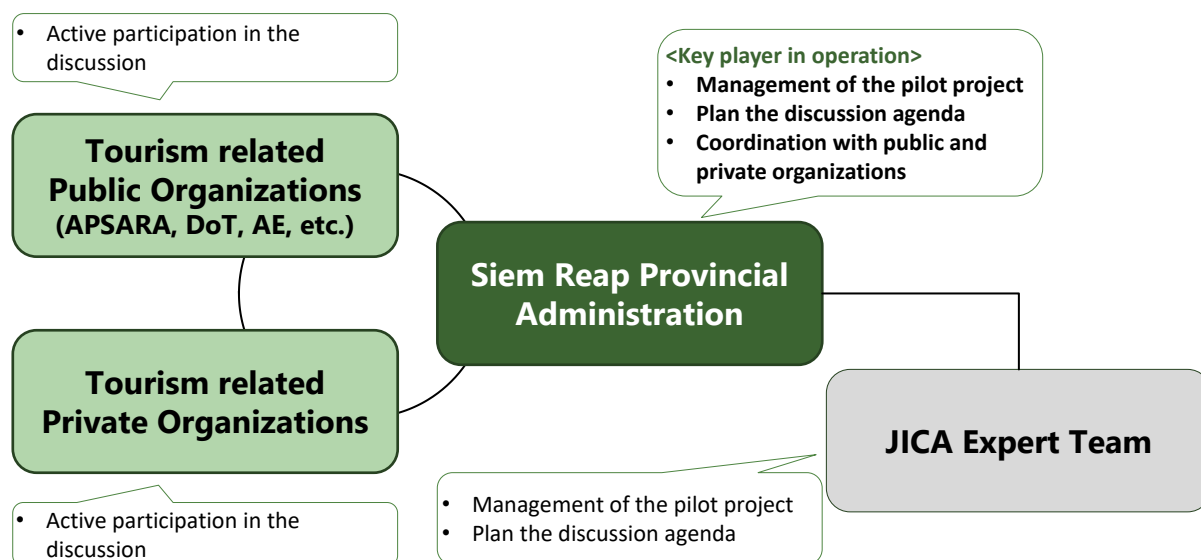 • Active participation in the
discussion
<Key player in operation>
• Management of the pilot project
• Plan the discussion agenda
• Coordination with public and
private organizations
Tourism related
Public Organizations
(APSARA, DoT, AE, etc.)
Siem Reap Provincial
Administration
Tourism related
Private Organizations
JICA Expert Team
• Management of the pilot project
• Plan the discussion agenda
• Active participation in the
discussion